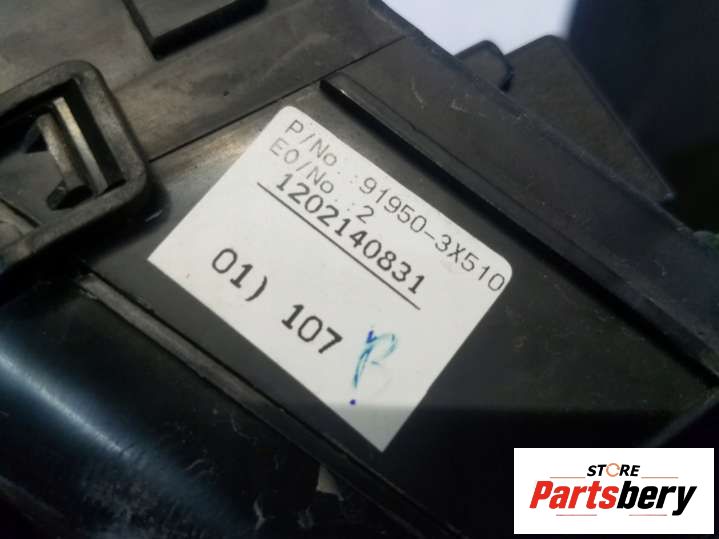 P/No.:91950-3X510
EO/No.:2
1202140831
01) 107
B
STORE
Partsbery